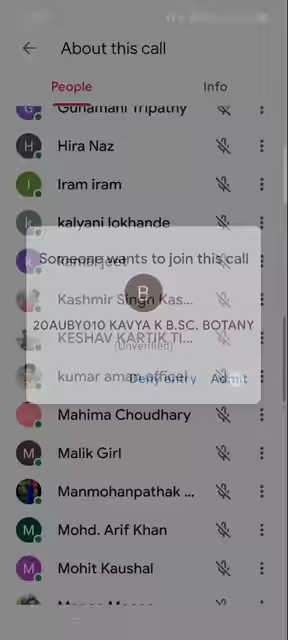 About this call
People
Info
G
Gunamani Tripathy
H
Hira Naz
I
Iram iram
k
kalyani lokhande
Someone wants to join this call
k
Kamarjeet
B
Kashmir Singh Kas...
20AUBY010 KAVYA K B.SC. BOTANY
KESHAV KARTIK TI...
(Unverified)
kumar aman
Deny entry
Admit
Mahima Choudhary
M
Malik Girl
Manmohanpathak ...
M
Mohd. Arif Khan
M
Mohit Kaushal